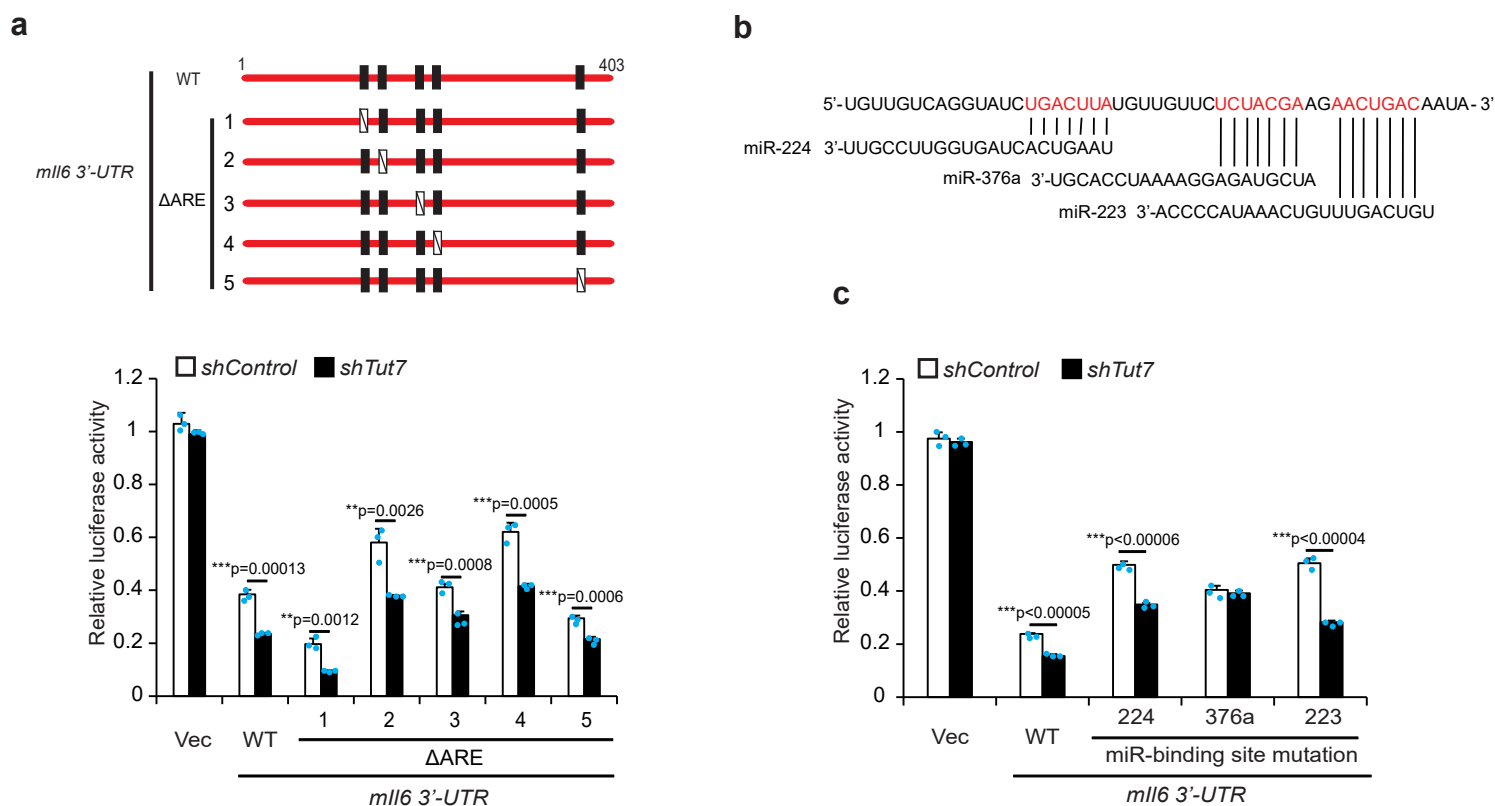 a
1 403
WT
1
2
3
4
5
ΔARE
mIl6 3'-UTR
shControl shTut7
Relative luciferase activity
1.2
1
0.8
0.6
0.4
0.2
0
***p=0.00013
**p=0.0012
**p=0.0026
***p=0.0008
***p=0.0005
***p=0.0006
Vec WT 1 2 3 4 5
ΔARE
mIl6 3'-UTR
b
5'-UGUUGUCAGGUAUCUGACUUAUGUUGUUCUCUACGAAGAACUGACAAUA- 3'
miR-224 3'-UUGCCUUGGUGAUCACUGAAU
miR-376a 3'-UGCACCUAAAAGGAGAUGCUA
miR-223 3'-ACCCCAUAAACUGUUUGACUGU
c
shControl shTut7
Relative luciferase activity
1.2
1
0.8
0.6
0.4
0.2
0
***p<0.00005
***p<0.00006
***p<0.00004
Vec WT 224 376a 223
miR-binding site mutation
mIl6 3'-UTR